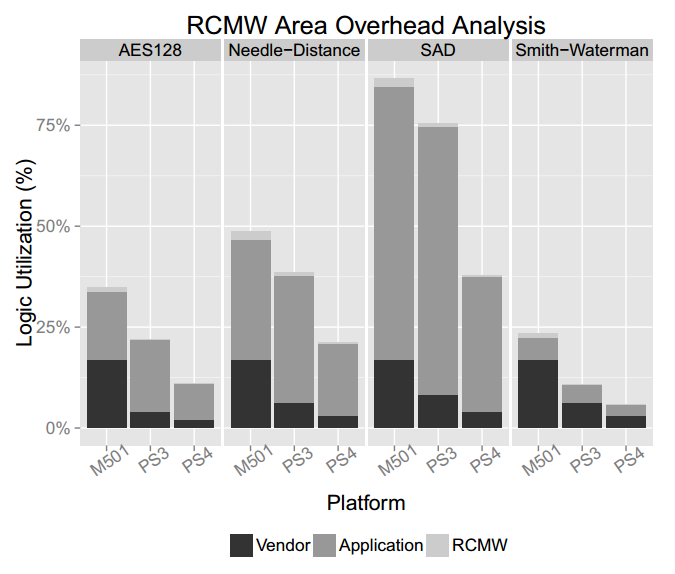 RCMW Area Overhead Analysis
AES128 Needle−Distance SAD Smith−Waterman
Logic Utilization (%)
75%
50%
25%
0%
M501 PS3 PS4 M501 PS3 PS4 M501 PS3 PS4 M501 PS3 PS4
Platform
Vendor Application RCMW